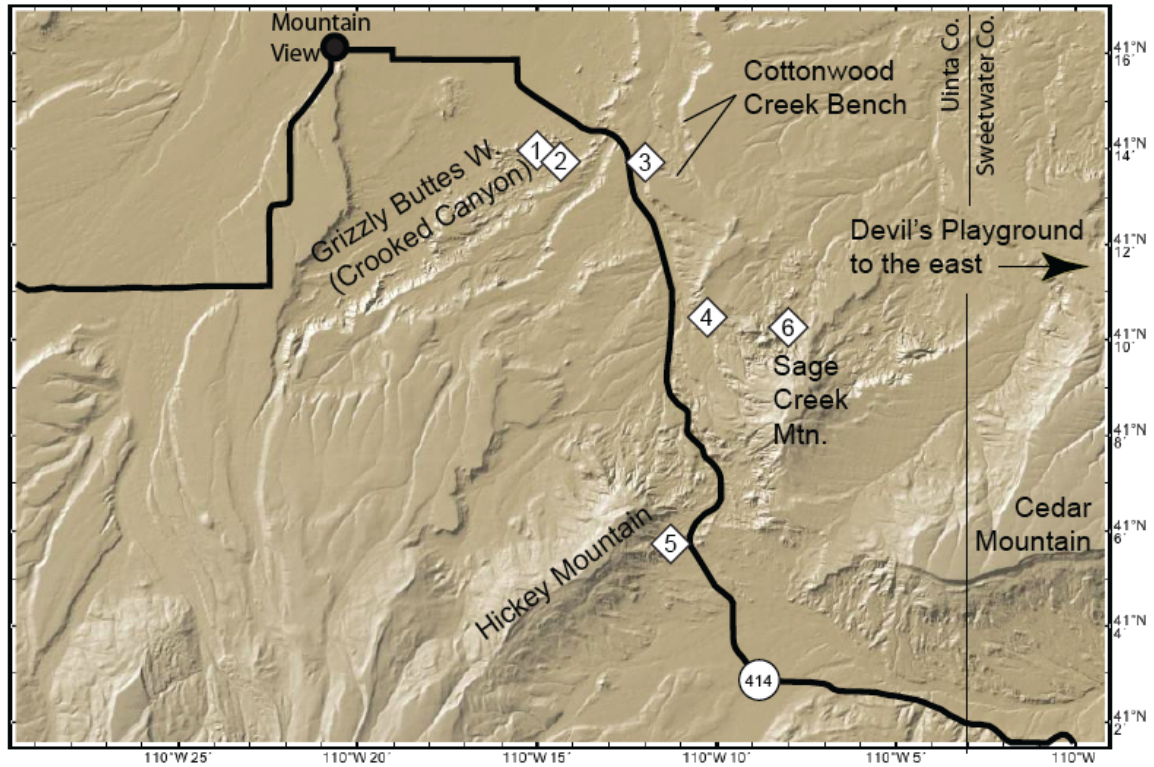 Mountain
View
Uinta Co.
Sweetwater Co.
Cottonwood
Creek Bench
1
2
3
Grizzly Buttes W.
(Crooked Canyon)
Devil's Playground
to the east
4
6
Sage
Creek
Mtn.
5
Hickey Mountain
Cedar
Mountain
414
41°N
16'
41°N
14'
41°N
12'
41°N
10'
41°N
8'
41°N
6'
41°N
4'
41°N
2'
110°W 25'
110°W 20'
110°W 15'
110°W 10'
110°W 5'
110°W